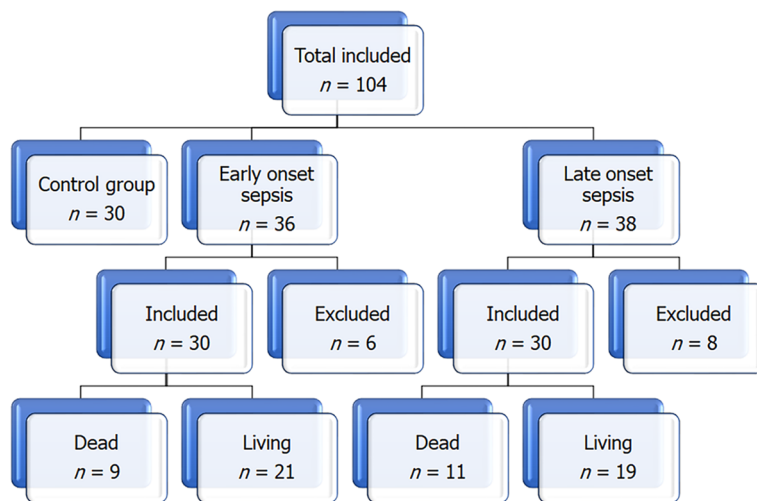 Total included
n = 104
Control group
n = 30
Early onset
sepsis
n = 36
Late onset
sepsis
n = 38
Included
n = 30
Excluded
n = 6
Included
n = 30
Excluded
n = 8
Dead
n = 9
Living
n = 21
Dead
n = 11
Living
n = 19